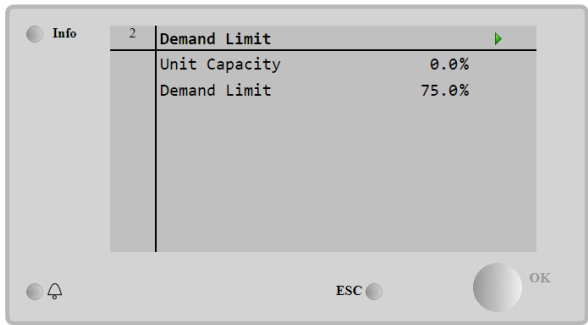 Info
2 Demand Limit
Unit Capacity 0.0%
Demand Limit 75.0%
ESC
OK